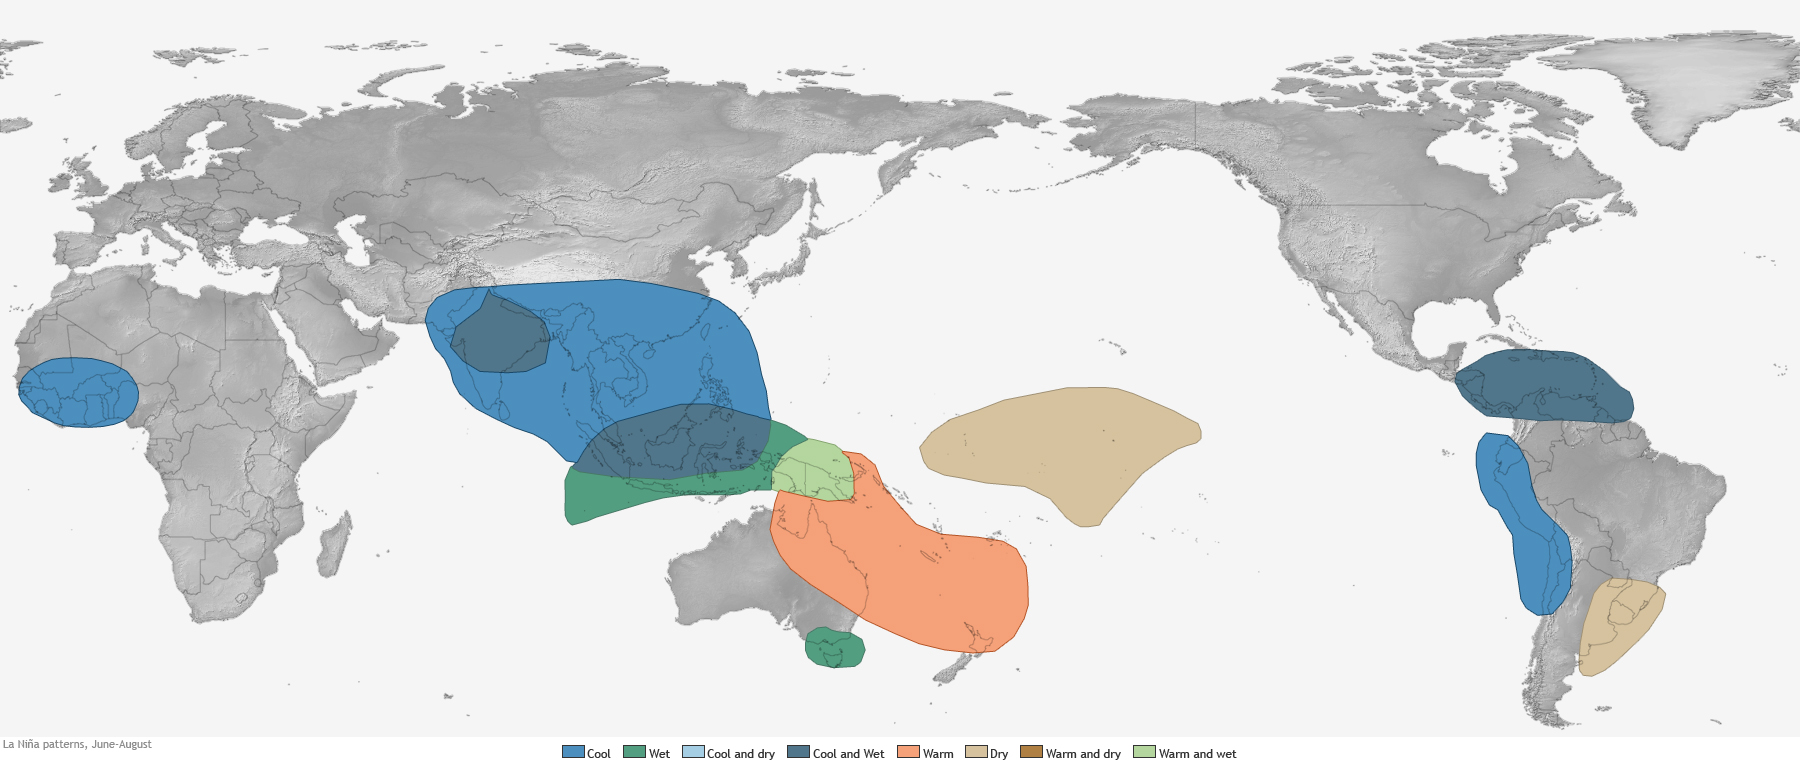 La Niña patterns, June-August
Cool Wet Cool and dry Cool and Wet Warm Dry Warm and dry Warm and wet